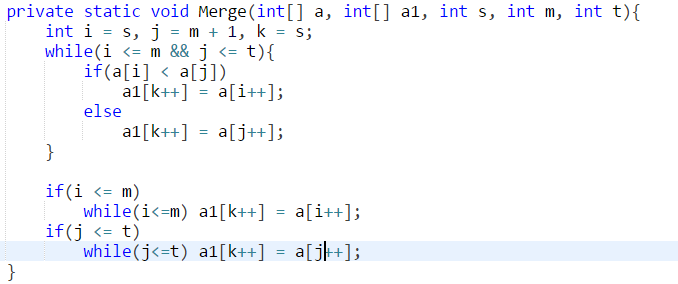 private static void Merge(int[] a, int[] a1, int s, int m, int t){
    int i = s, j = m + 1, k = s;
    while(i <= m && j <= t){
        if(a[i] < a[j])
            a1[k++] = a[i++];
        else
            a1[k++] = a[j++];
    }

    if(i <= m)
        while(i<=m) a1[k++] = a[i++];
    if(j <= t)
        while(j<=t) a1[k++] = a[j++];
}